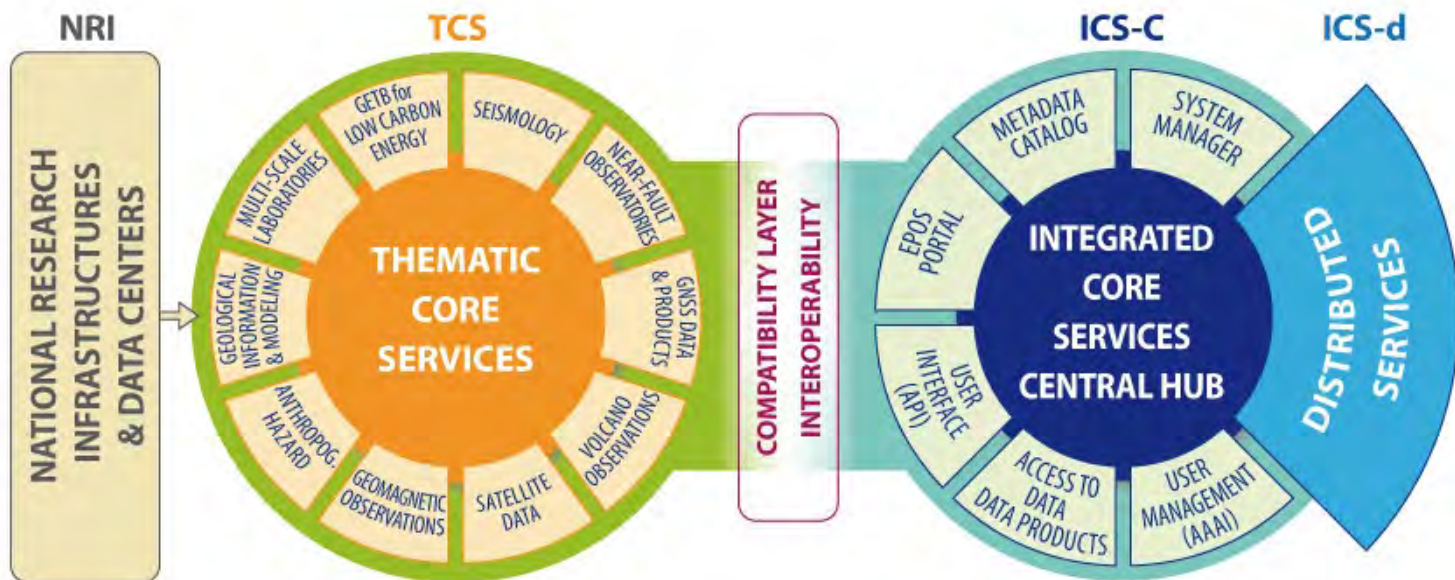 NRI
NATIONAL RESEARCH
INFRASTRUCTURES
& DATA CENTERS
TCS
GETB for
LOW CARBON
ENERGY
SEISMOLOGY
NEAR-FAULT
OBSERVATORIES
GNSS DATA
& PRODUCTS
VOLCANO
OBSERVATIONS
SATELLITE
DATA
GEOMAGNETIC
OBSERVATIONS
ANTHROPOG.
HAZARD
GEOLOGICAL
INFORMATION
& MODELING
MULTI-SCALE
LABORATORIES
THEMATIC
CORE
SERVICES
COMPATIBILITY LAYER
INTEROPERABILITY
ICS-C
METADATA
CATALOG
SYSTEM
MANAGER
EPOS
PORTAL
USER
INTERFACE
(API)
ACCESS TO
DATA
DATA PRODUCTS
USER
MANAGEMENT
(AAAI)
INTEGRATED
CORE
SERVICES
CENTRAL HUB
ICS-d
DISTRIBUTED
SERVICES